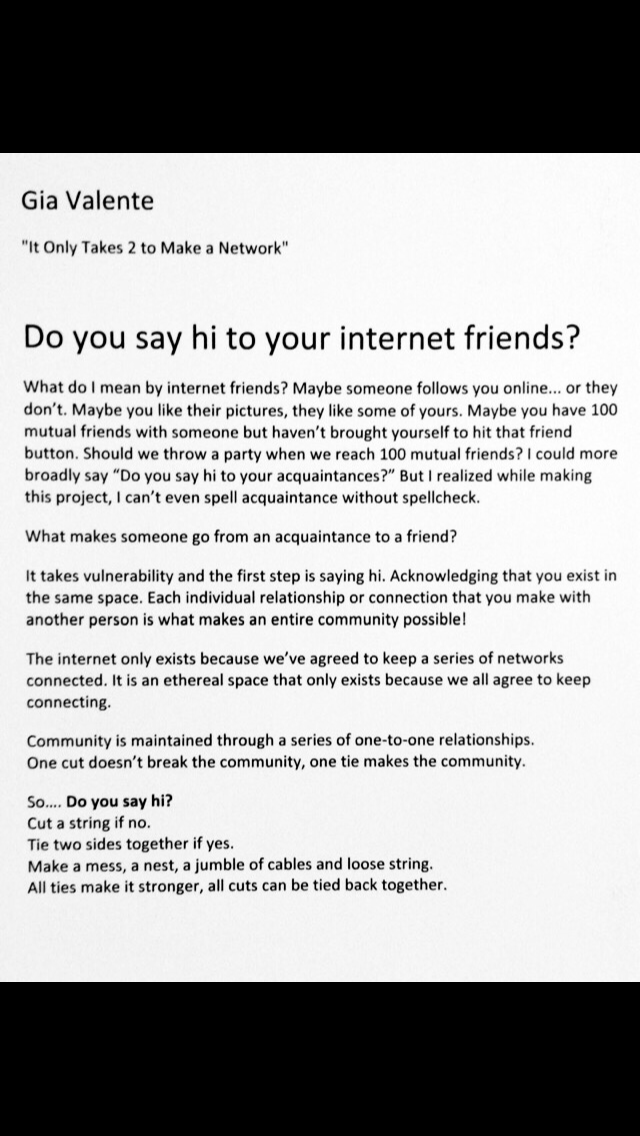 Gia Valente
"It Only Takes 2 to Make a Network"
Do you say hi to your internet friends?
What do I mean by internet friends? Maybe someone follows you online... or they
don't. Maybe you like their pictures, they like some of yours. Maybe you have 100
mutual friends with someone but haven't brought yourself to hit that friend
button. Should we throw a party when we reach 100 mutual friends? I could more
broadly say "Do you say hi to your acquaintances?" But I realized while making
this project, I can't even spell acquaintance without spellcheck.
What makes someone go from an acquaintance to a friend?
It takes vulnerability and the first step is saying hi. Acknowledging that you exist in
the same space. Each individual relationship or connection that you make with
another person is what makes an entire community possible!
The internet only exists because we've agreed to keep a series of networks
connected. It is an ethereal space that only exists because we all agree to keep
connecting.
Community is maintained through a series of one-to-one relationships.
One cut doesn't break the community, one tie makes the community.
So.... Do you say hi?
Cut a string if no.
Tie two sides together if yes.
Make a mess, a nest, a jumble of cables and loose string.
All ties make it stronger, all cuts can be tied back together.